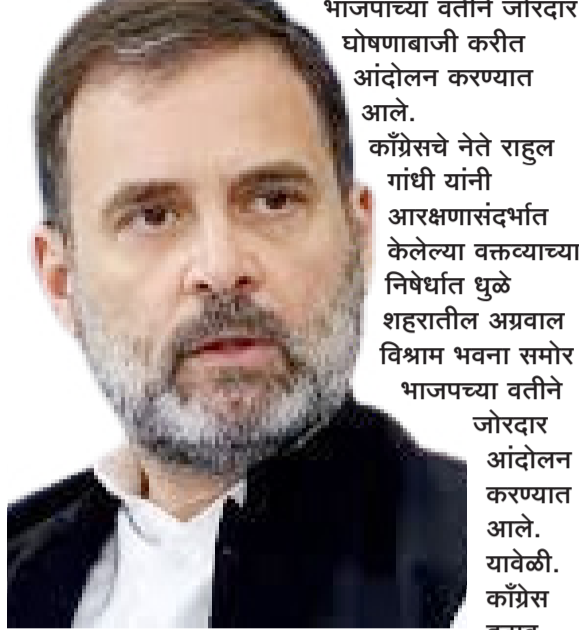 भाजपाच्या वतीने जोरदार
घोषणाबाजी करीत
आंदोलन करण्यात
आले.
काँग्रेसचे नेते राहुल
गांधी यांनी
आरक्षणासंदर्भात
केलेल्या वक्तव्याच्या
निषेर्धात धुळे
शहरातील अग्रवाल
विश्राम भवना समोर
भाजपच्या वतीने
जोरदार
आंदोलन
करण्यात
आले.
यावेळी.
काँग्रेस